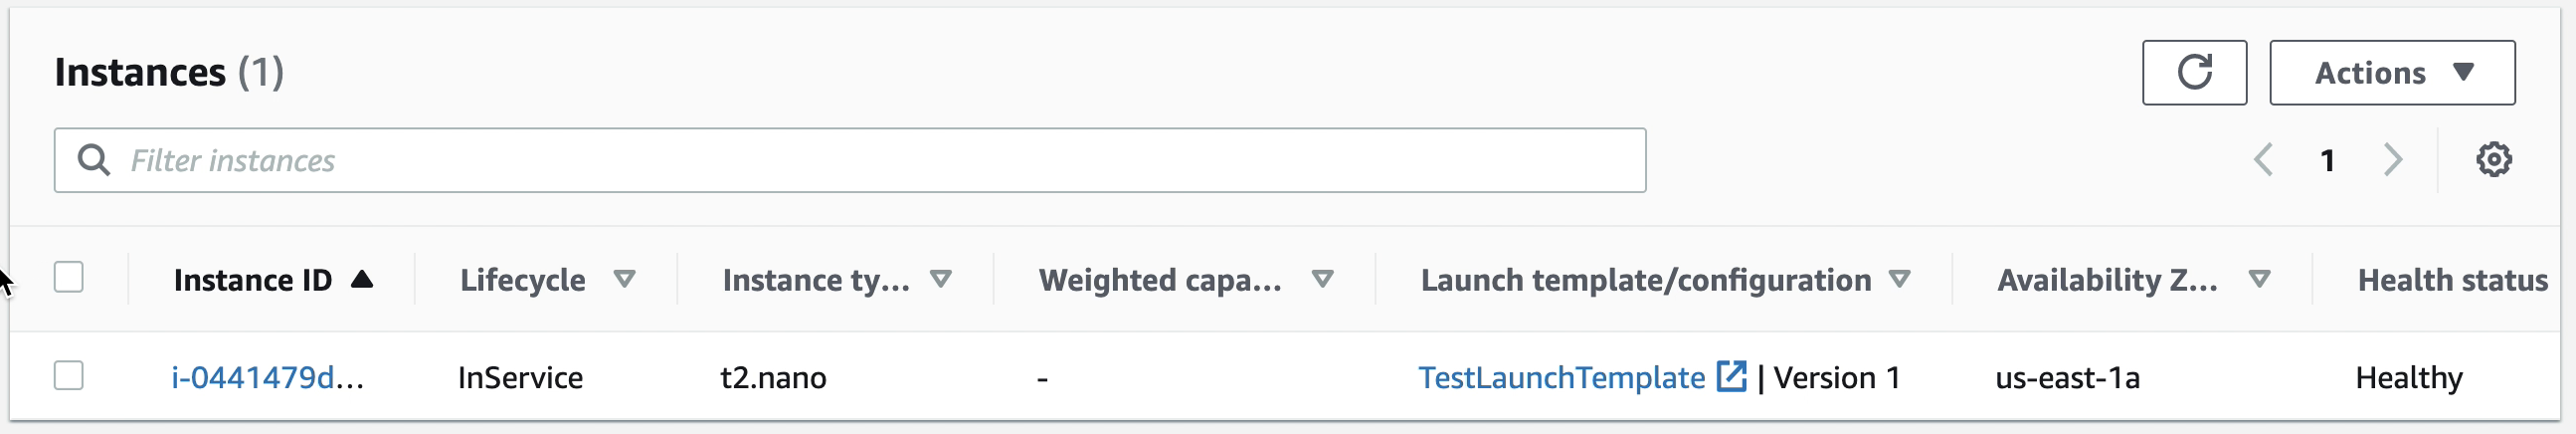 Instances (1)
Actions
Filter instances
1
Instance ID Lifecycle Instance ty... Weighted capa... Launch template/configuration Availability Z... Health status
i-0441479d... InService t2.nano - TestLaunchTemplate | Version 1 us-east-1a Healthy